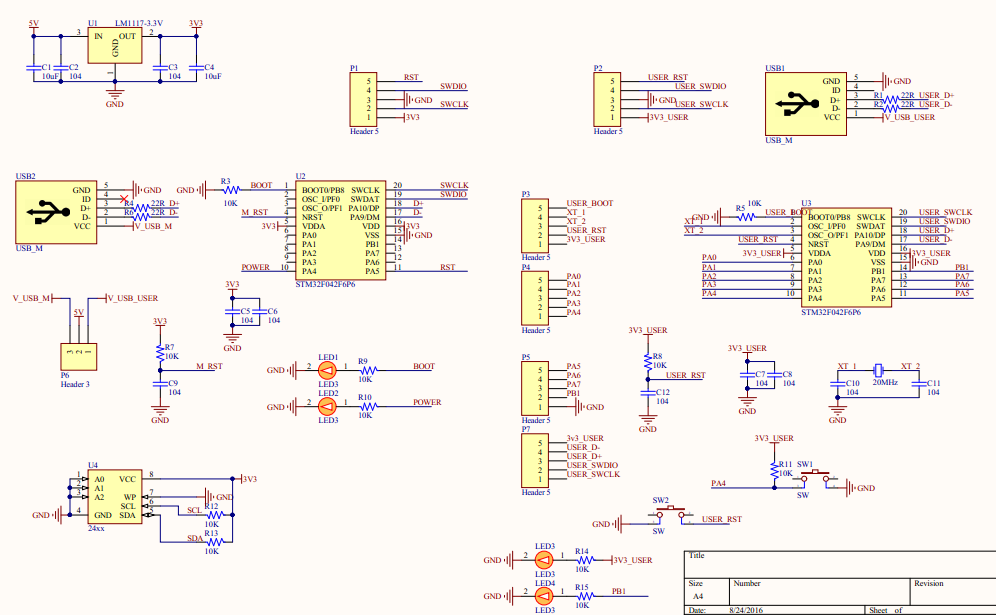 5V
U1 LM1117-3.3V
3V3
3 IN OUT 2
GND
1
C1 10uF
C2 104
C3 104
C4 10uF
GND
P1
5 RST
4 SWDIO
3 GND
2 SWCLK
1 3V3
Header 5
P2
5 USER_RST
4 USER_SWDIO
3 GND
2 USER_SWCLK
1 3V3_USER
Header 5
USB1
GND 5 GND
ID 4
D+ 3 R1 22R USER_D+
D- 2 R2 22R USER_D-
VCC 1 V_USB_USER
USB_M
USB2
GND 5 GND
ID 4
D+ 3 R4 22R D+
D- 2 R6 22R D-
VCC 1 V_USB_M
USB_M
GND R3 10K BOOT
U2
1 BOOT0/PB8 SWCLK 20 SWCLK
2 OSC_I/PF0 SWDAT 19 SWDIO
3 OSC_O/PF1 PA10/DP 18 D+
M_RST 4 NRST PA9/DM 17 D-
3V3 5 VDDA VDD 16 3V3
6 PA0 VSS 15 GND
7 PA1 PB1 14
8 PA2 PA7 13
9 PA3 PA6 12
POWER 10 PA4 PA5 11 RST
STM32F042F6P6
P3
5 USER_BOOT
4 XT_1
3 XT_2
2 USER_RST
1 3V3_USER
Header 5
GND R5 10K USER_BOOT
U3
1 BOOT0/PB8 SWCLK 20 USER_SWCLK
XT_1 2 OSC_I/PF0 SWDAT 19 USER_SWDIO
XT_2 3 OSC_O/PF1 PA10/DP 18 USER_D+
USER_RST 4 NRST PA9/DM 17 USER_D-
3V3_USER 5 VDDA VDD 16 3V3_USER
PA0 6 PA0 VSS 15 GND
PA1 7 PA1 PB1 14 PB1
PA2 8 PA2 PA7 13 PA7
PA3 9 PA3 PA6 12 PA6
PA4 10 PA4 PA5 11 PA5
STM32F042F6P6
P4
5 PA0
4 PA1
3 PA2
2 PA3
1 PA4
Header 5
V_USB_M V_USB_USER
5V
3 2 1
P6
Header 3
3V3
C5 104
C6 104
GND
3V3
R7 10K
M_RST
C9 104
GND
GND 2 LED1 1 R9 10K BOOT
LED3
GND 2 LED2 1 R10 10K POWER
LED3
P5
5 PA5
4 PA6
3 PA7
2 PB1
1 GND
Header 5
3V3_USER
R8 10K
USER_RST
C12 104
GND
3V3_USER
C7 104
C8 104
GND
XT_1 XT_2
20MHz
C10 104
C11 104
GND
P7
5 3v3_USER
4 USER_D-
3 USER_D+
2 USER_SWDIO
1 USER_SWCLK
Header 5
3V3_USER
R11 10K
PA4
SW1
SW
GND
U4
1 A0 VCC 8 3V3
2 A1
3 A2 WP 7 GND
SCL 6 SCL R12 10K
GND 4 GND SDA 5
SDA R13 10K
24xx
SW2
GND USER_RST
SW
GND 2 LED3 1 R14 10K 3V3_USER
LED3
GND 2 LED4 1 R15 10K PB1
LED3
Title
Size Number Revision
A4
Date: 8/24/2016 Sheet of